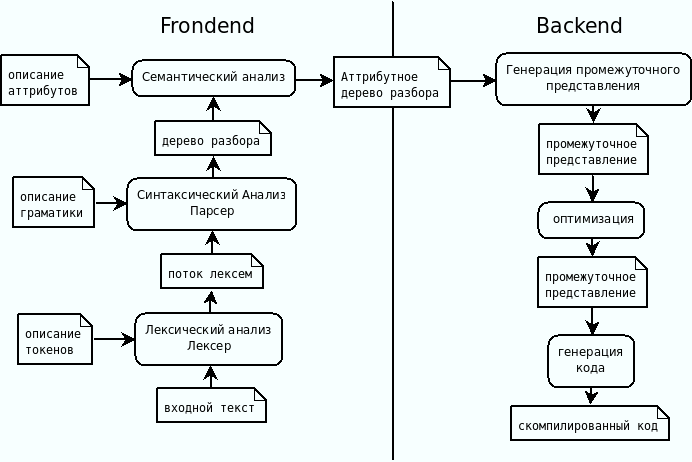 Frondend
Backend
описание
аттрибутов
Семантический анализ
Аттрибутное
дерево разбора
Генерация промежуточного
представления
дерево разбора
промежуточное
представление
описание
граматики
Синтаксический Анализ
Парсер
оптимизация
поток лексем
промежуточное
представление
описание
токенов
Лексический анализ
Лексер
генерация
кода
входной текст
скомпилированный код